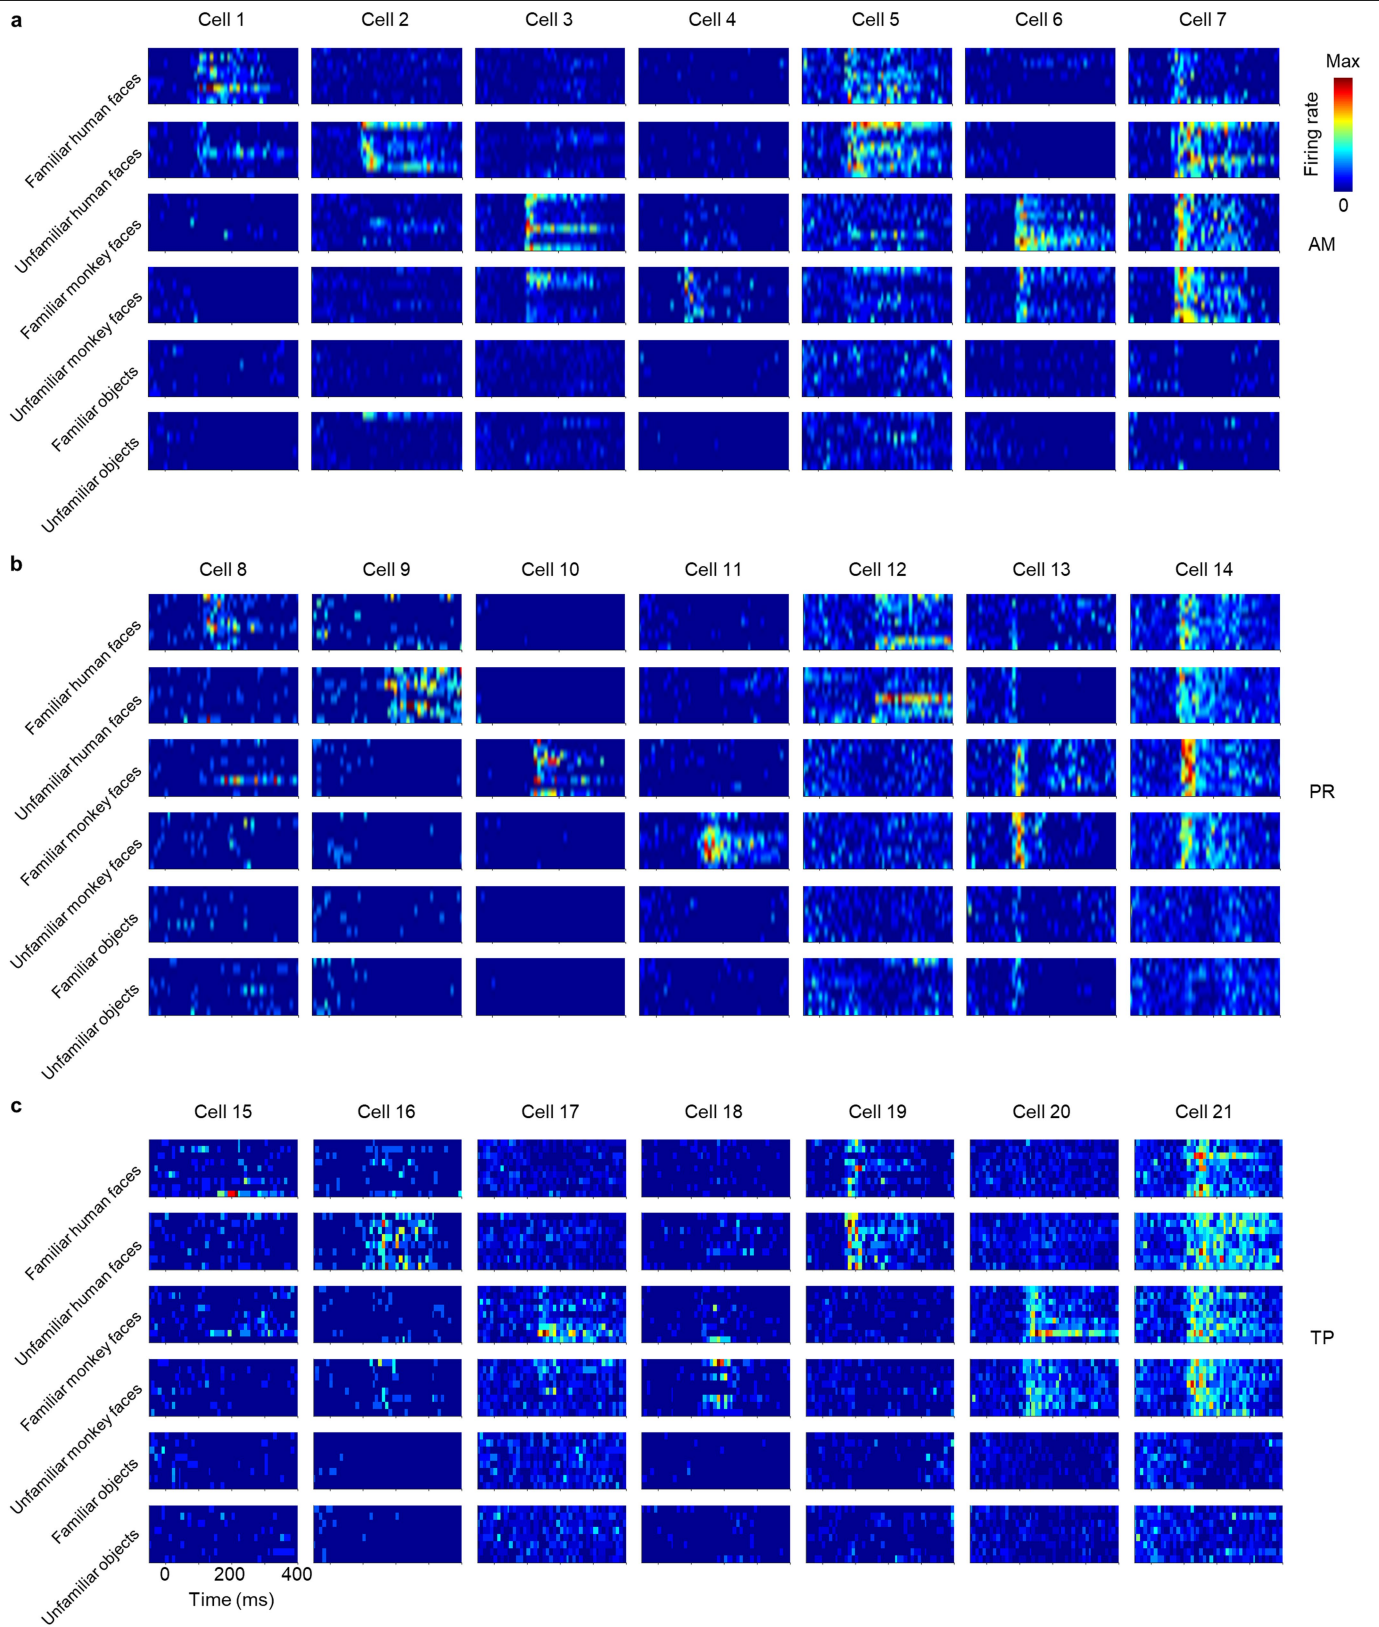 a
Cell 1 Cell 2 Cell 3 Cell 4 Cell 5 Cell 6 Cell 7
Familiar human faces
Unfamiliar human faces
Familiar monkey faces
Unfamiliar monkey faces
Familiar objects
Unfamiliar objects
Max
Firing rate
0
AM
b
Cell 8 Cell 9 Cell 10 Cell 11 Cell 12 Cell 13 Cell 14
Familiar human faces
Unfamiliar human faces
Familiar monkey faces
Unfamiliar monkey faces
Familiar objects
Unfamiliar objects
PR
c
Cell 15 Cell 16 Cell 17 Cell 18 Cell 19 Cell 20 Cell 21
Familiar human faces
Unfamiliar human faces
Familiar monkey faces
Unfamiliar monkey faces
Familiar objects
Unfamiliar objects
TP
0 200 400
Time (ms)